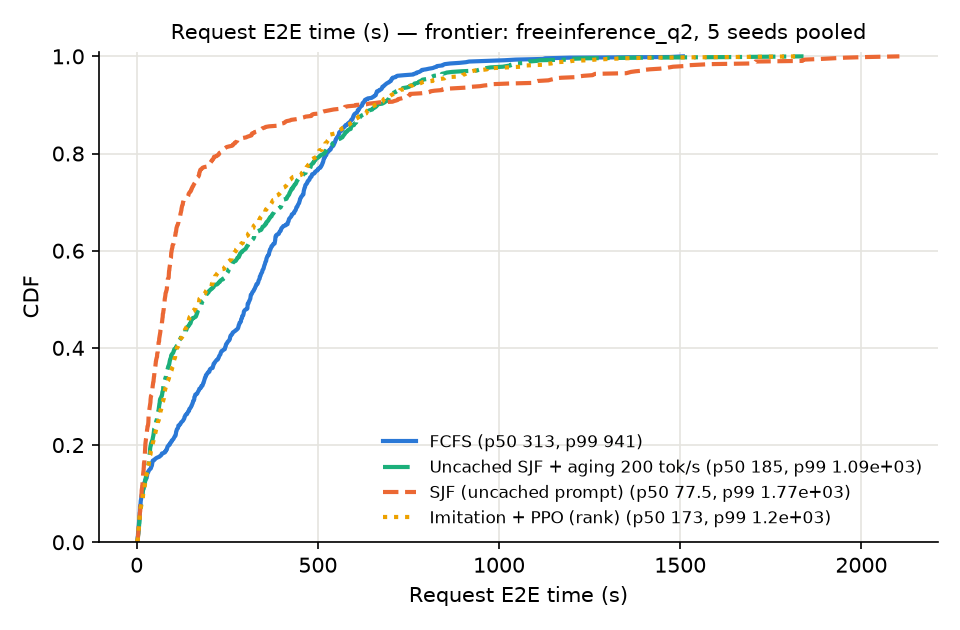 Request E2E time (s) — frontier: freeinference_q2, 5 seeds pooled
1.0
0.8
0.6
0.4
0.2
0.0
CDF
FCFS (p50 313, p99 941)
Uncached SJF + aging 200 tok/s (p50 185, p99 1.09e+03)
SJF (uncached prompt) (p50 77.5, p99 1.77e+03)
Imitation + PPO (rank) (p50 173, p99 1.2e+03)
0 500 1000 1500 2000
Request E2E time (s)